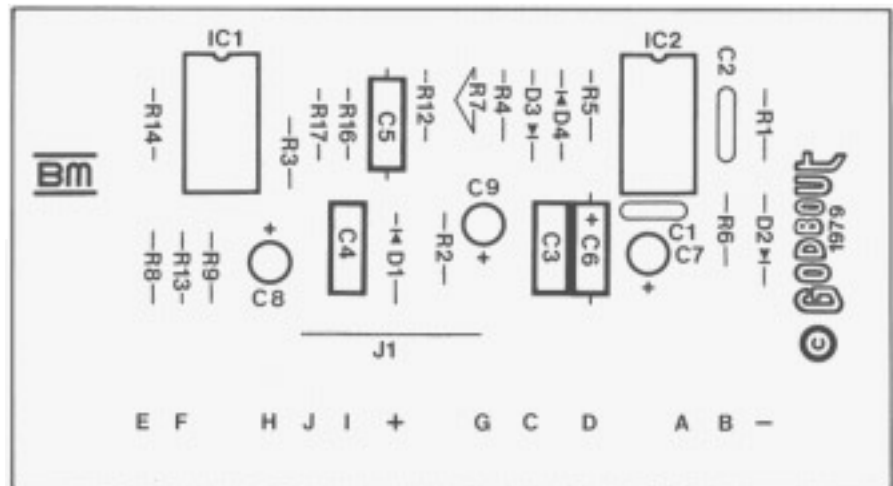 IC1
IC2
C2
R14
R3
R17
R16
C5
R12
R7
R4
D3
D4
R5
R1
BM
C9
R8
R13
R9
C8
C4
D1
R2
C3
+ C6
C1
C7
R6
D2
© GODBOUT 1979
+
+
+
J1
E F H J I + G C D A B −